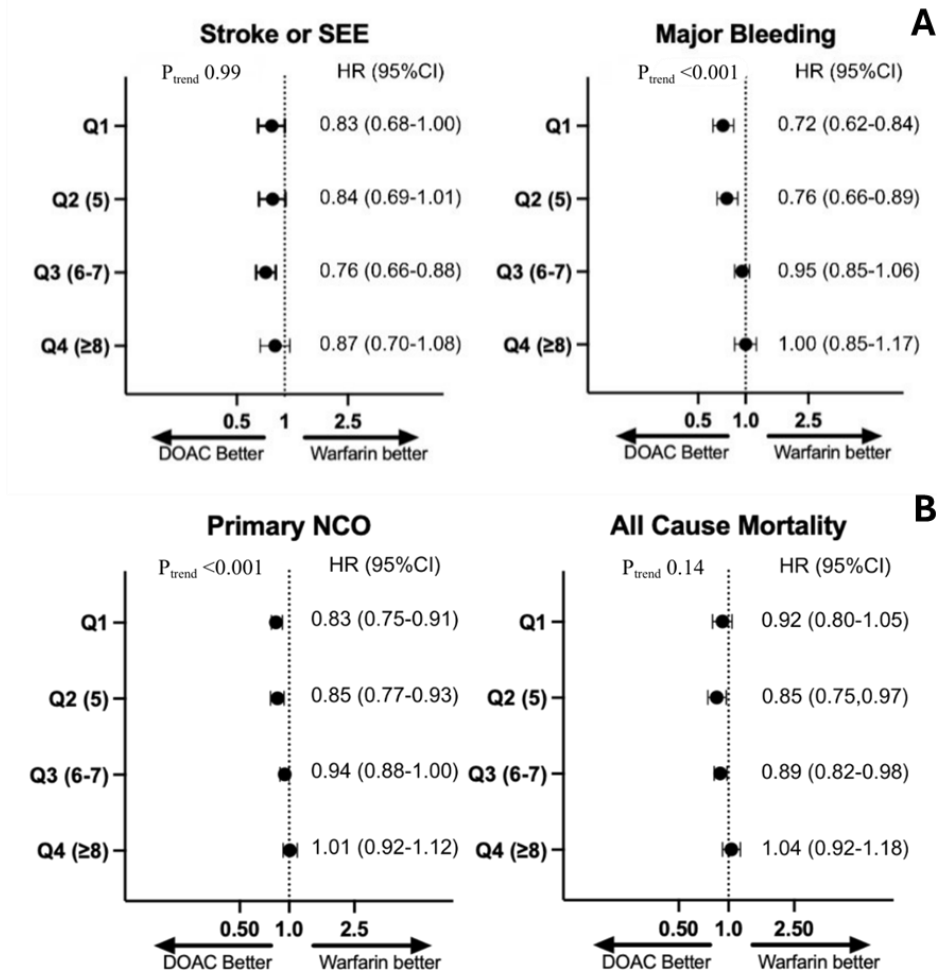 A
Stroke or SEE
P trend 0.99
HR (95%CI)
Q1
0.83 (0.68-1.00)
Q2 (5)
0.84 (0.69-1.01)
Q3 (6-7)
0.76 (0.66-0.88)
Q4 (≥8)
0.87 (0.70-1.08)
0.5 1 2.5
DOAC Better
Warfarin better
Major Bleeding
P trend <0.001
HR (95%CI)
Q1
0.72 (0.62-0.84)
Q2 (5)
0.76 (0.66-0.89)
Q3 (6-7)
0.95 (0.85-1.06)
Q4 (≥8)
1.00 (0.85-1.17)
0.5 1.0 2.5
DOAC Better
Warfarin better
B
Primary NCO
P trend <0.001
HR (95%CI)
Q1
0.83 (0.75-0.91)
Q2 (5)
0.85 (0.77-0.93)
Q3 (6-7)
0.94 (0.88-1.00)
Q4 (≥8)
1.01 (0.92-1.12)
0.50 1.0 2.5
DOAC Better
Warfarin better
All Cause Mortality
P trend 0.14
HR (95%CI)
Q1
0.92 (0.80-1.05)
Q2 (5)
0.85 (0.75,0.97)
Q3 (6-7)
0.89 (0.82-0.98)
Q4 (≥8)
1.04 (0.92-1.18)
0.50 1.0 2.50
DOAC Better
Warfarin better